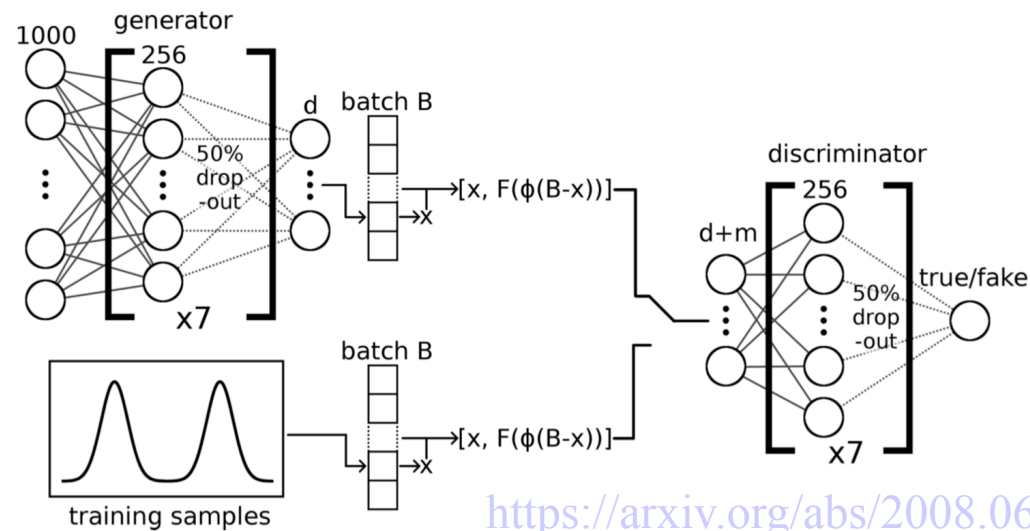 generator
1000
256
50%
drop
-out
x7
d
batch B
x
[x, F(ϕ(B-x))]
discriminator
256
d+m
50%
drop
-out
x7
true/fake
batch B
x
[x, F(ϕ(B-x))]
training samples
https://arxiv.org/abs/2008.06